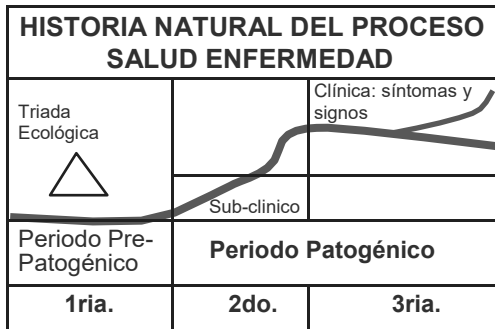 HISTORIA NATURAL DEL PROCESO
SALUD ENFERMEDAD
Triada
Ecológica
Clínica: síntomas y
signos
Sub-clinico
Periodo Pre-
Patogénico
Periodo Patogénico
1ria.
2do.
3ria.